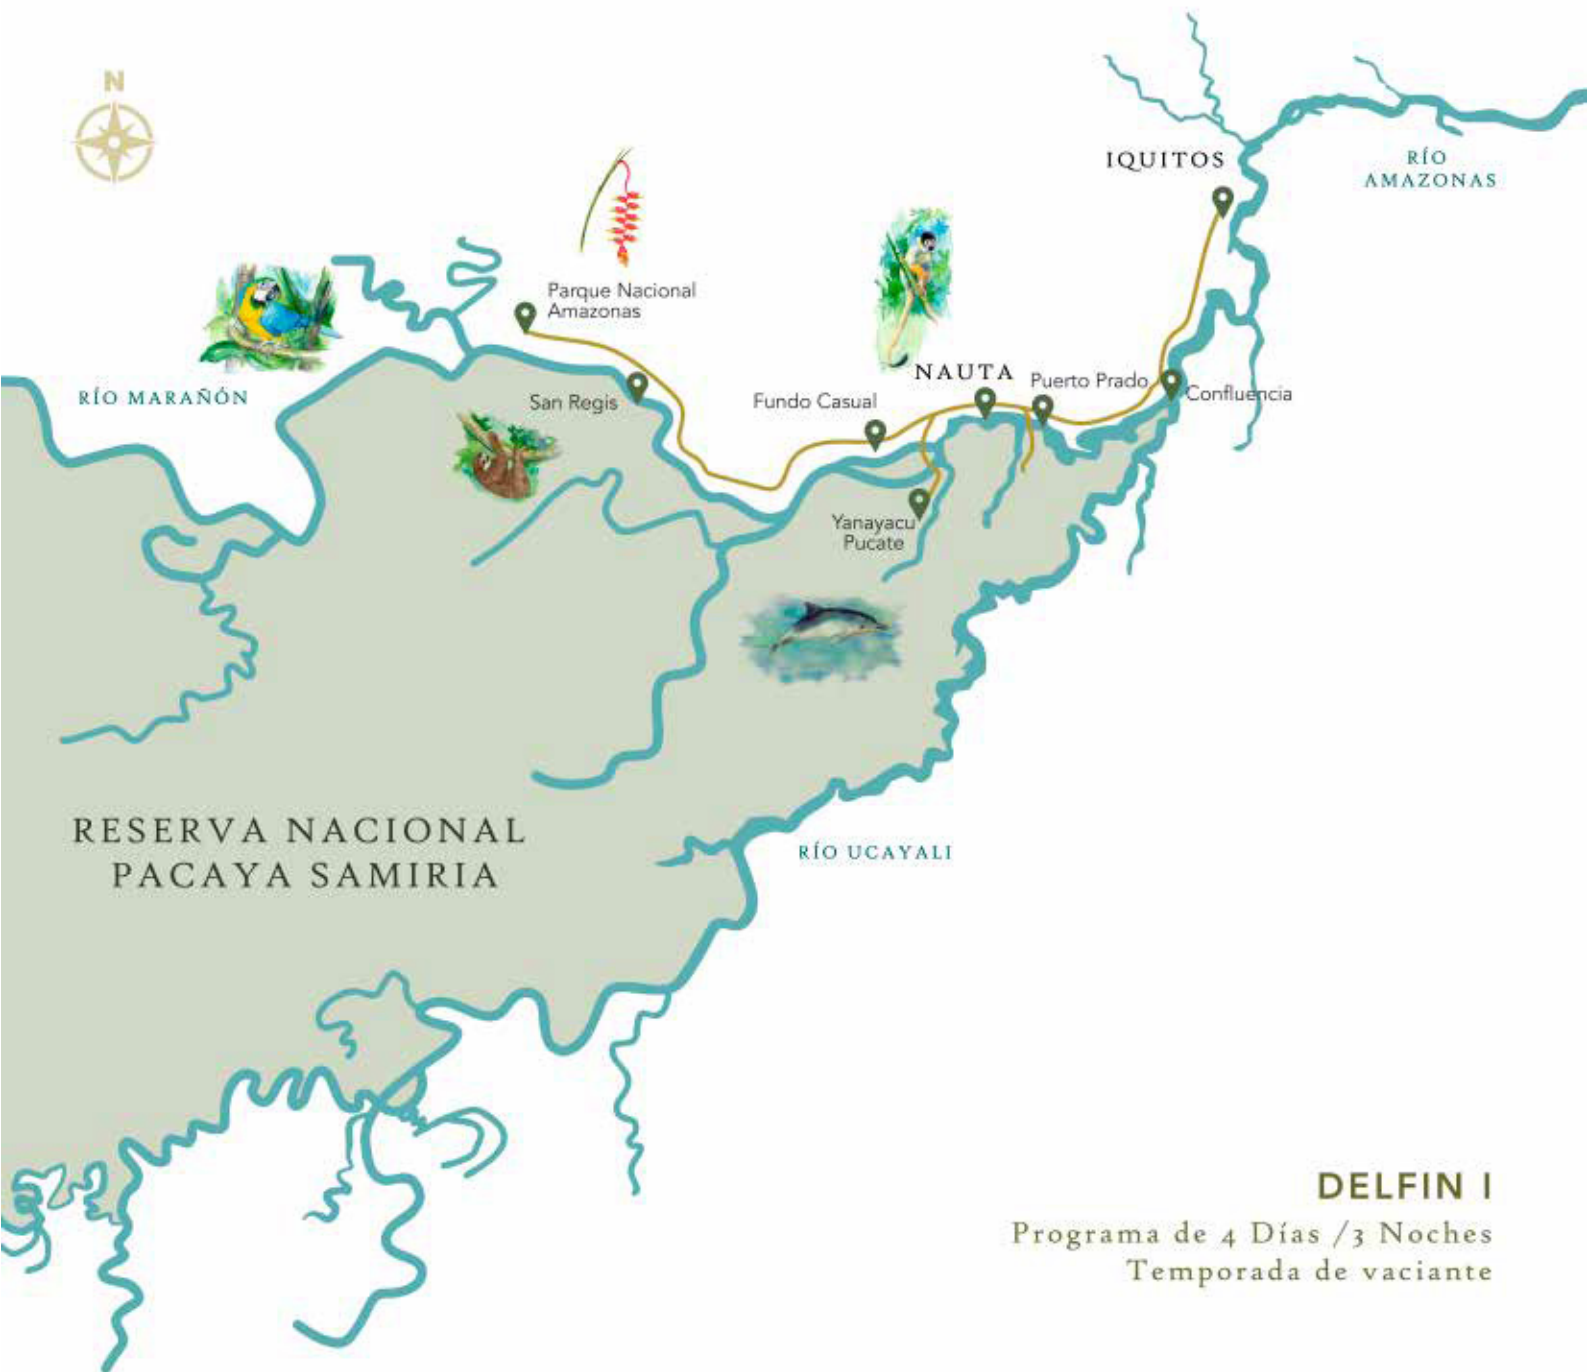 N
IQUITOS
RÍO
AMAZONAS
Parque Nacional
Amazonas
RÍO MARAÑÓN
San Regis
Fundo Casual
NAUTA
Puerto Prado
Confluencia
Yanayacu
Pucate
RESERVA NACIONAL
PACAYA SAMIRIA
RÍO UCAYALI
DELFIN I
Programa de 4 Días /3 Noches
Temporada de vaciante